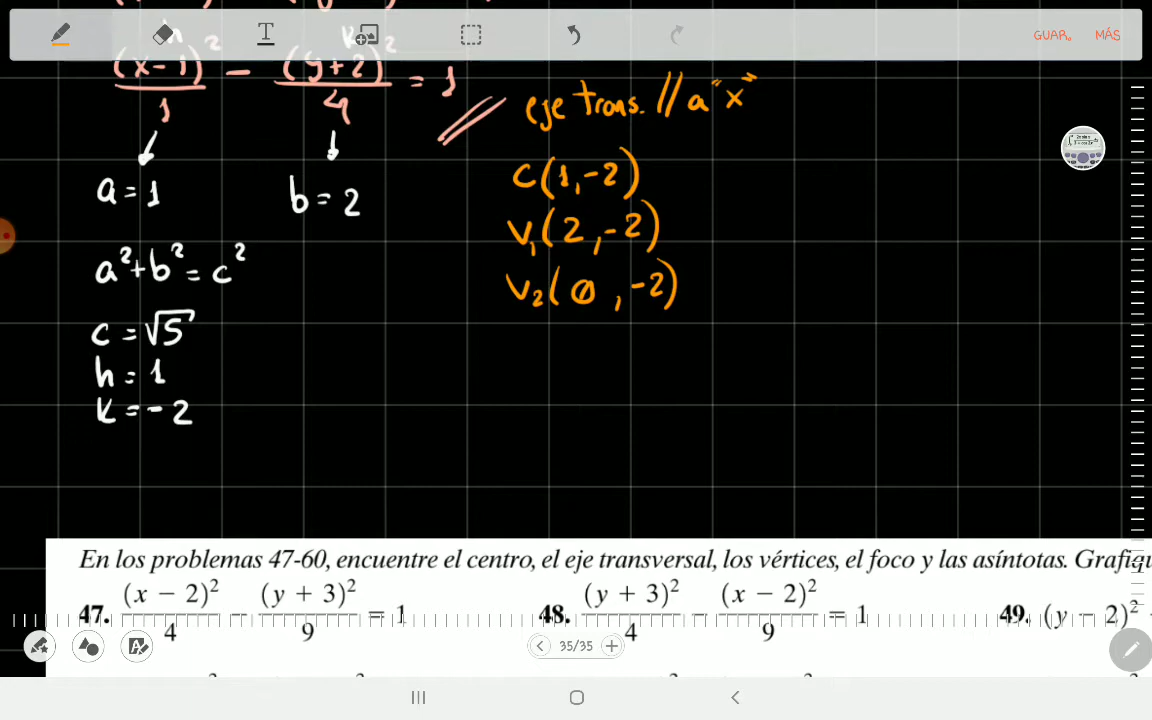 GUAR. MÁS
(x-1)² / 1 - (y+2)² / 4 = 1
eje trans. // a "x"
a = 1
b = 2
a² + b² = c²
c = √5
h = 1
k = -2
C(1,-2)
V₁(2,-2)
V₂(0,-2)
En los problemas 47-60, encuentre el centro, el eje transversal, los vértices, el foco y las asíntotas.
47. (x − 2)² / 4 − (y + 3)² / 9 = 1
48. (y + 3)² / 4 − (x − 2)² / 9 = 1
49. (y − 2)²
35/35